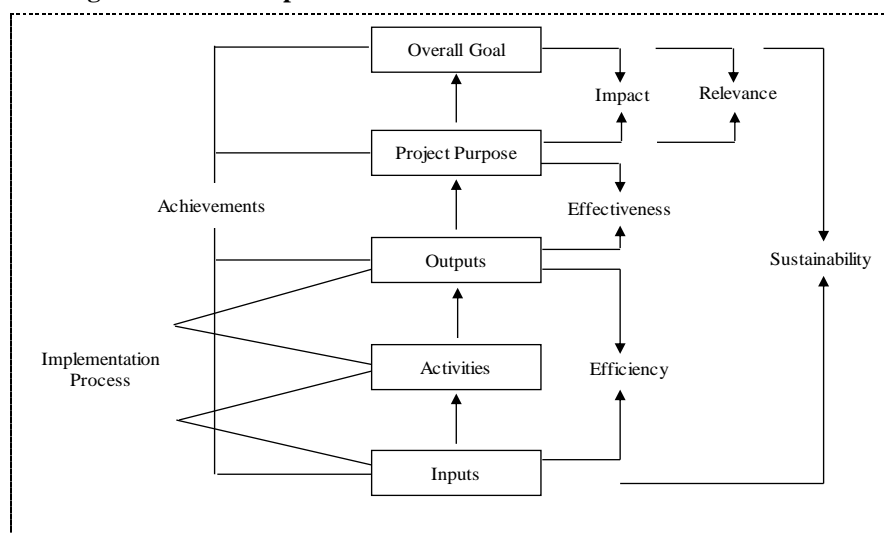 Overall Goal
Impact
Relevance
Project Purpose
Achievements
Effectiveness
Outputs
Sustainability
Implementation
Process
Activities
Efficiency
Inputs